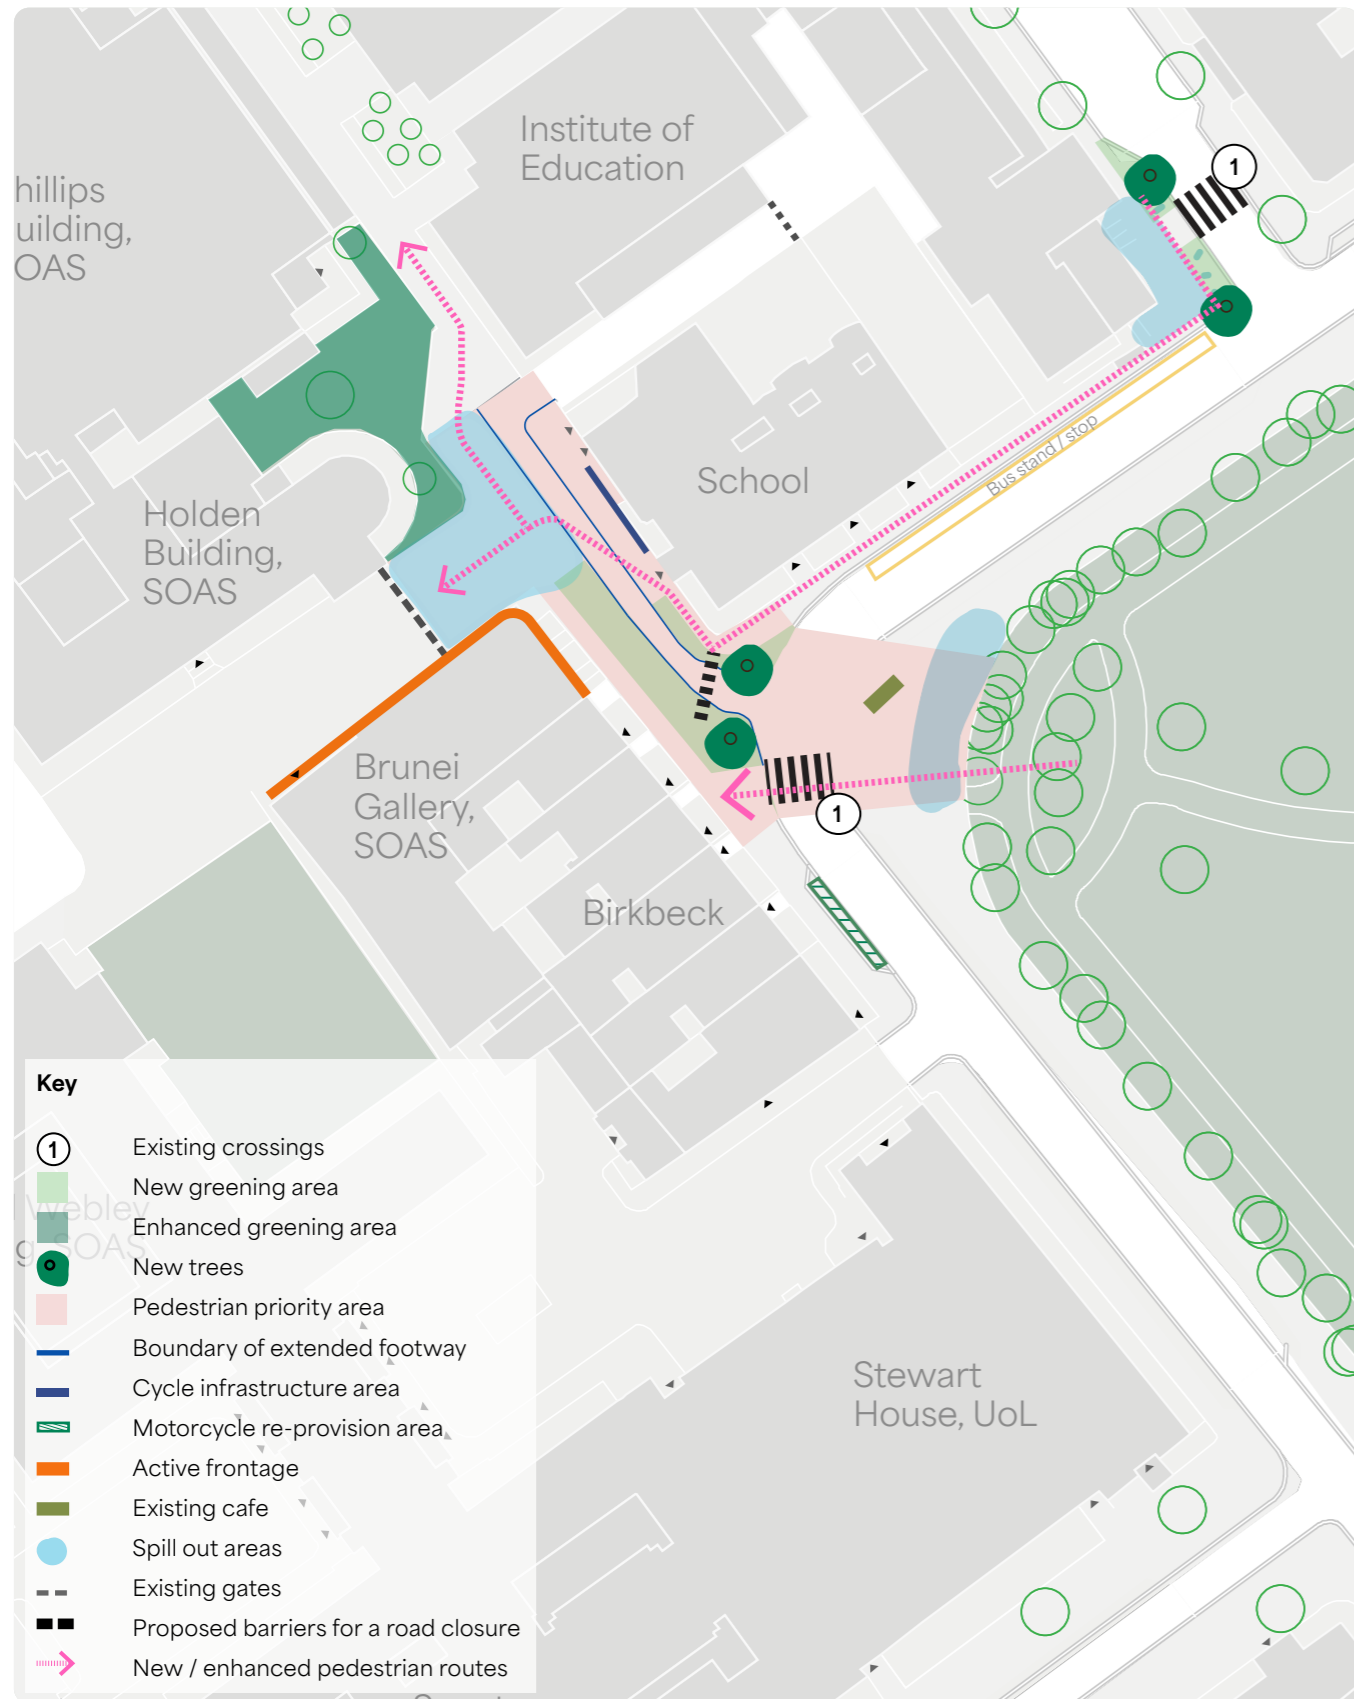 Institute of
Education
1
hillips
uilding,
OAS
School
Bus stand / stop
Holden
Building,
SOAS
Brunei
Gallery,
SOAS
1
Birkbeck
Key
1 Existing crossings
New greening area
Webley
Enhanced greening area
g, SOAS
New trees
Pedestrian priority area
Boundary of extended footway
Cycle infrastructure area
Motorcycle re-provision area
Active frontage
Existing cafe
Spill out areas
Existing gates
Proposed barriers for a road closure
New / enhanced pedestrian routes
Stewart
House, UoL